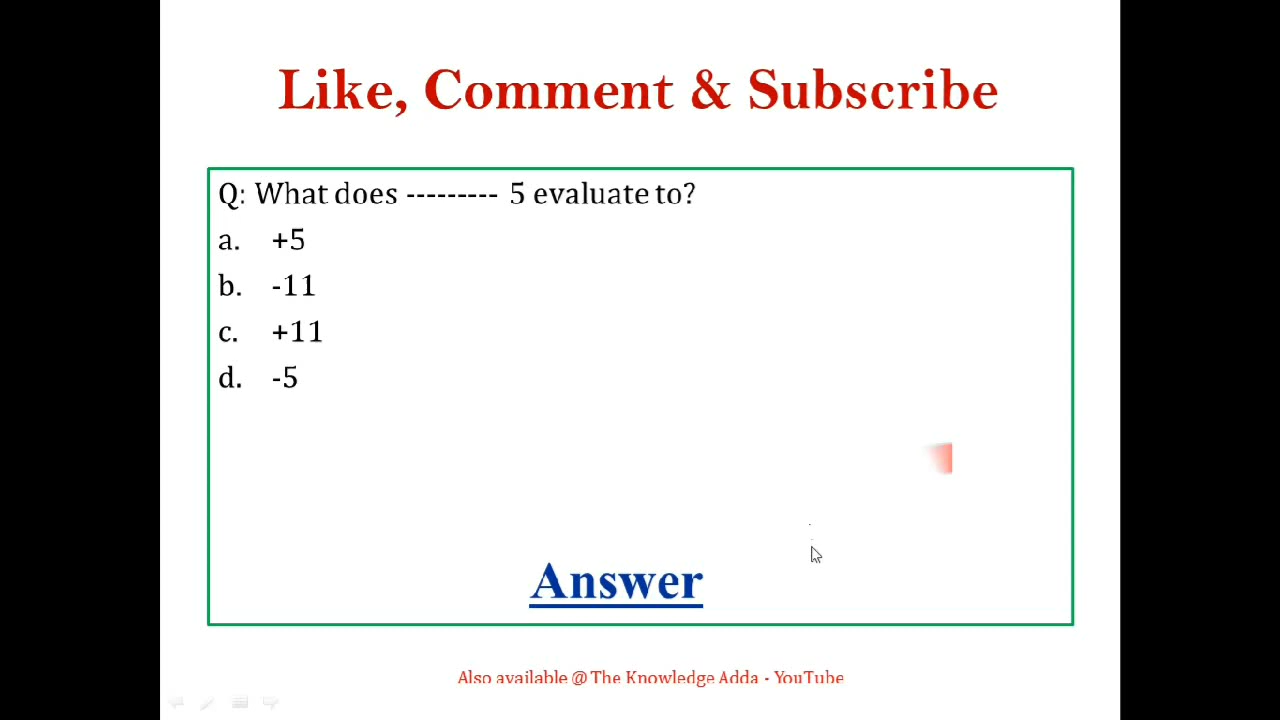 Like, Comment & Subscribe
Q: What does --------- 5 evaluate to?
a. +5
b. -11
c. +11
d. -5
Answer
Also available @ The Knowledge Adda - YouTube